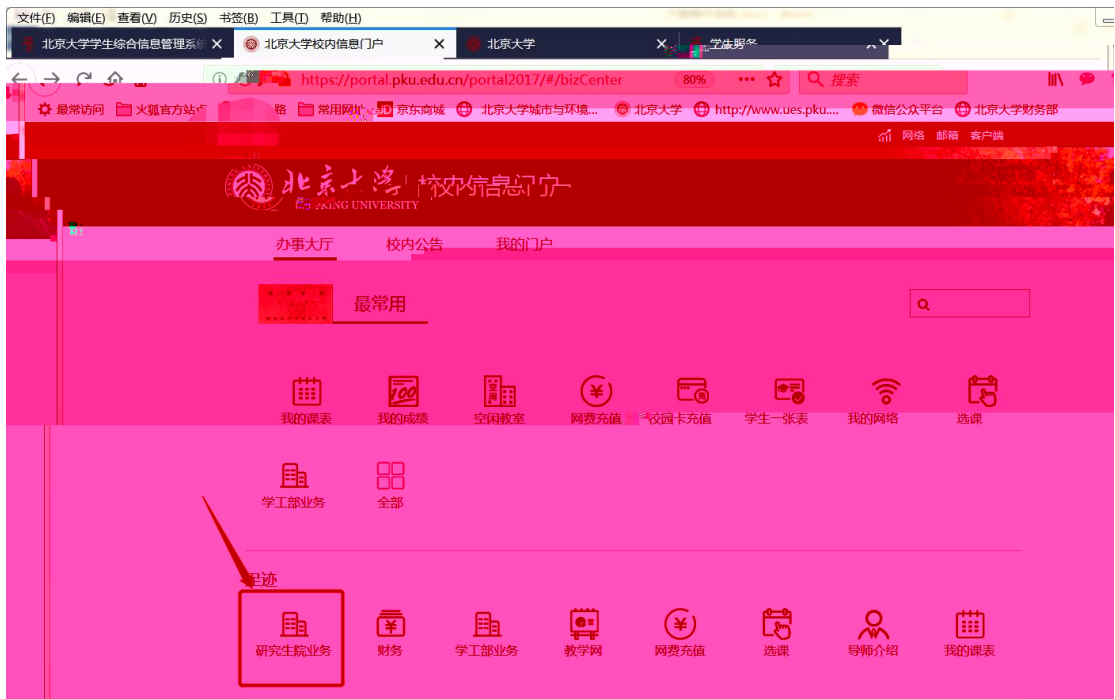 文件(F) 编辑(E) 查看(V) 历史(S) 书签(B) 工具(T) 帮助(H)
北京大学学生综合信息管理系统 北京大学校内信息门户 北京大学
https://portal.pku.edu.cn/portal2017/#/bizCenter 80% 搜索
最常访问 火狐官方站点 常用网址 京东商城 北京大学城市与环境... 北京大学 http://www.ues.pku.... 微信公众平台 北京大学财务部
网络 邮箱 客户端
北京大学 校内信息门户
UNIVERSITY
办事大厅 校内公告 我的门户
最常用
我的课表 我的成绩 空闲教室 网费充值 校园卡充值 学生一张表 我的网络 选课
学工部业务 全部
足迹
研究生院业务 财务 学工部业务 教学网 网费充值 选课 导师介绍 我的课表